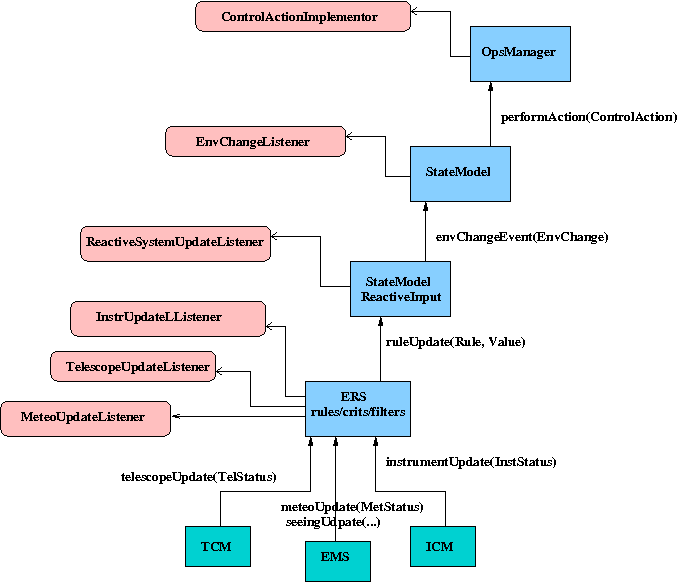 ControlActionImplementor
OpsManager
performAction(ControlAction)
EnvChangeListener
StateModel
envChangeEvent(EnvChange)
ReactiveSystemUpdateListener
StateModel
ReactiveInput
InstrUpdateLListener
ruleUpdate(Rule, Value)
TelescopeUpdateListener
ERS
rules/crits/filters
MeteoUpdateListener
instrumentUpdate(InstStatus)
telescopeUpdate(TelStatus)
meteoUpdate(MetStatus)
seeingUdpate(...)
TCM
EMS
ICM